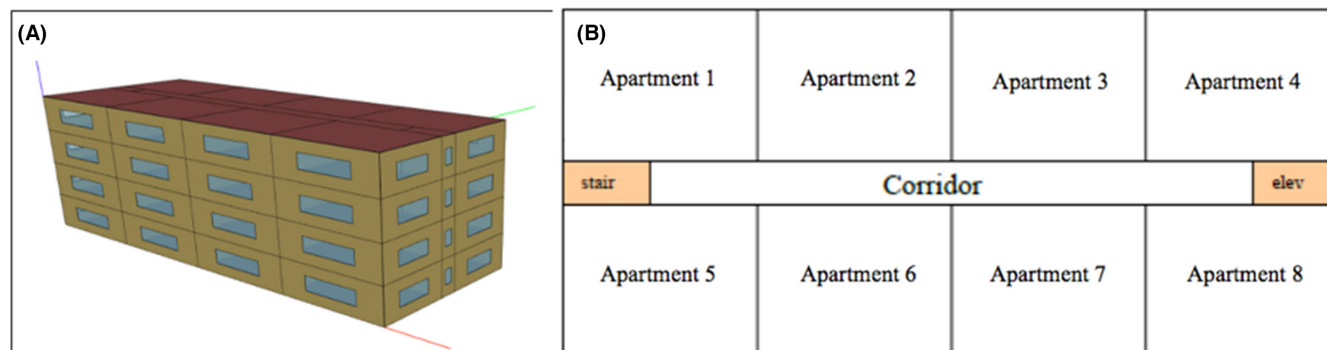 (A)
(B)
Apartment 1
Apartment 2
Apartment 3
Apartment 4
stair
Corridor
elev
Apartment 5
Apartment 6
Apartment 7
Apartment 8